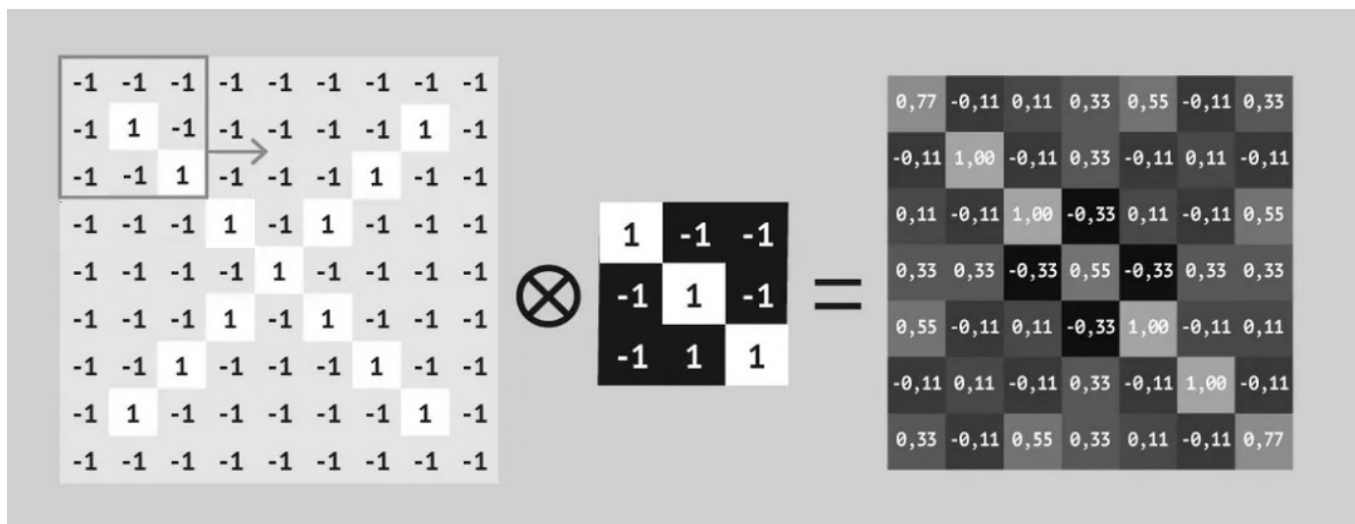 -1 -1 -1 -1 -1 -1 -1 -1 -1
-1 1 -1 -1 -1 -1 -1 1 -1
-1 -1 1 -1 -1 -1 1 -1 -1
-1 -1 -1 1 -1 1 -1 -1 -1
-1 -1 -1 -1 1 -1 -1 -1 -1
-1 -1 -1 1 -1 1 -1 -1 -1
-1 -1 1 -1 -1 -1 1 -1 -1
-1 1 -1 -1 -1 -1 -1 1 -1
-1 -1 -1 -1 -1 -1 -1 -1 -1
⊗
1 -1 -1
-1 1 -1
-1 1 1
=
0,77 -0,11 0,11 0,33 0,55 -0,11 0,33
-0,11 1,00 -0,11 0,33 -0,11 0,11 -0,11
0,11 -0,11 1,00 -0,33 0,11 -0,11 0,55
0,33 0,33 -0,33 0,55 -0,33 0,33 0,33
0,55 -0,11 0,11 -0,33 1,00 -0,11 0,11
-0,11 0,11 -0,11 0,33 -0,11 1,00 -0,11
0,33 -0,11 0,55 0,33 0,11 -0,11 0,77